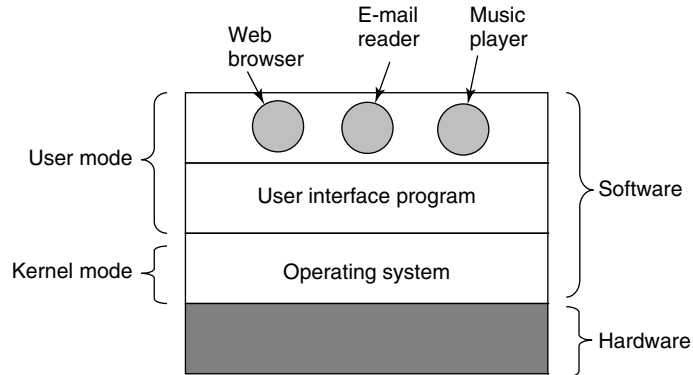 Web
browser
E-mail
reader
Music
player
User mode
User interface program
Software
Kernel mode
Operating system
Hardware